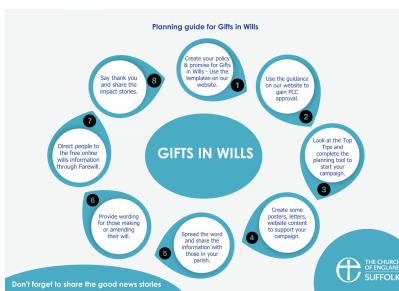 Planning guide for Gifts in Wills
Create your policy
& promise for Gifts
in Wills - Use the
templates on our
website.
1
Use the guidance
on our website to
gain PCC
approval.
2
Look at the Top
Tips and
complete the
planning tool to
start your
campaign.
3
Create some
posters, letters,
website content
to support your
campaign.
4
Spread the word
and share the
information with
those in your
parish.
5
Provide wording
for those making
or amending
their will.
6
Direct people to
the free online
wills information
through Farewill.
7
Say thank you
and share the
impact stories.
8
GIFTS IN WILLS
Don't forget to share the good news stories
THE CHURCH
OF ENGLAND
SUFFOLK